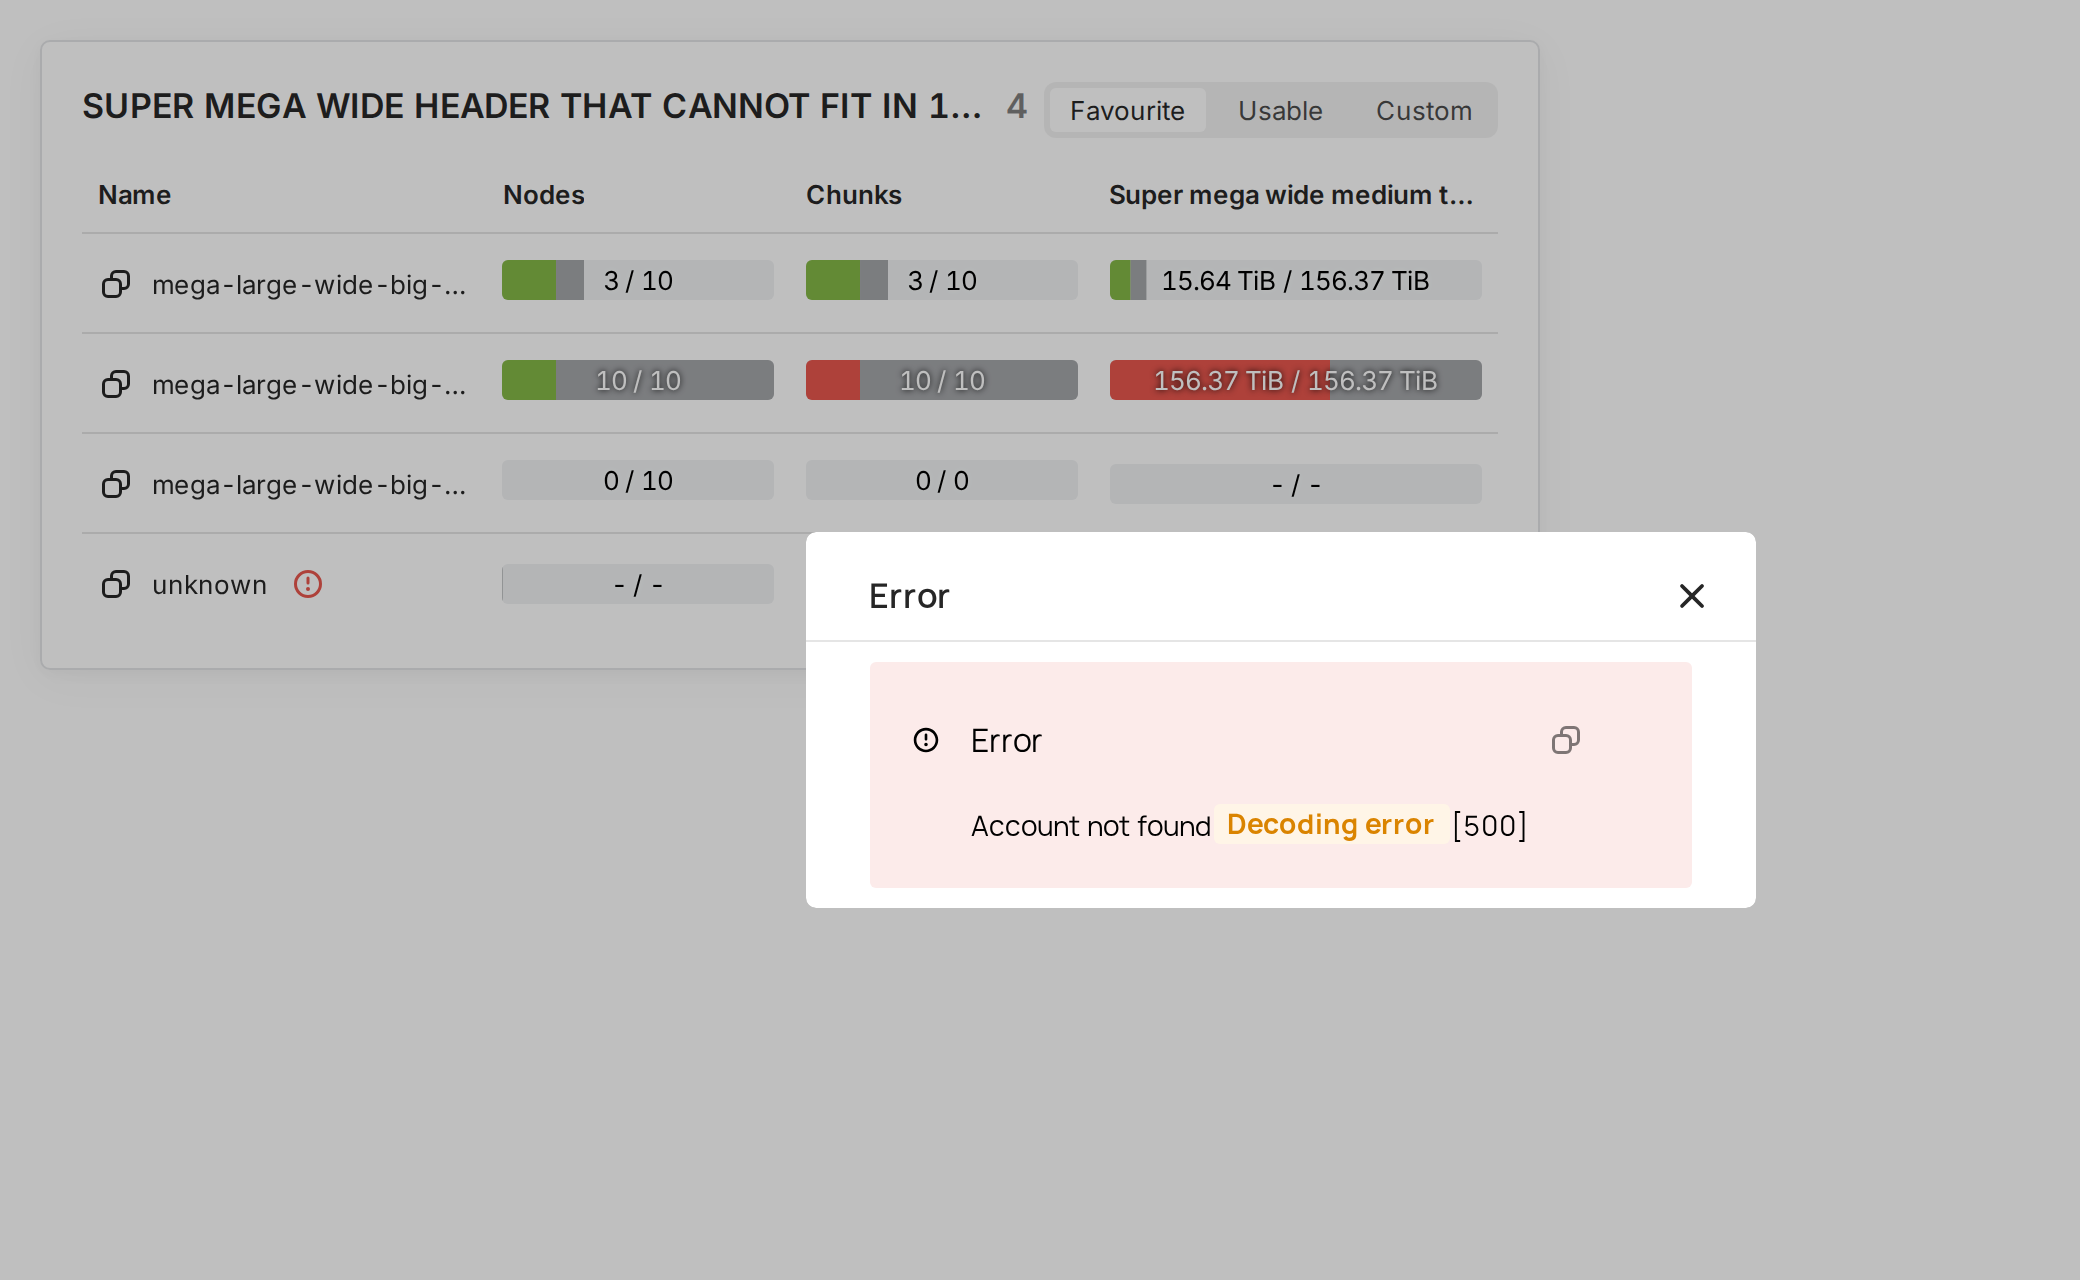 SUPER MEGA WIDE HEADER THAT CANNOT FIT IN 1... 4 Favourite Usable Custom
Name Nodes Chunks Super mega wide medium t...
mega-large-wide-big-... 3 / 10 3 / 10 15.64 TiB / 156.37 TiB
mega-large-wide-big-... 10 / 10 10 / 10 156.37 TiB / 156.37 TiB
mega-large-wide-big-... 0 / 10 0 / 0 - / -
unknown - / -
Error
Error
Account not found Decoding error [500]